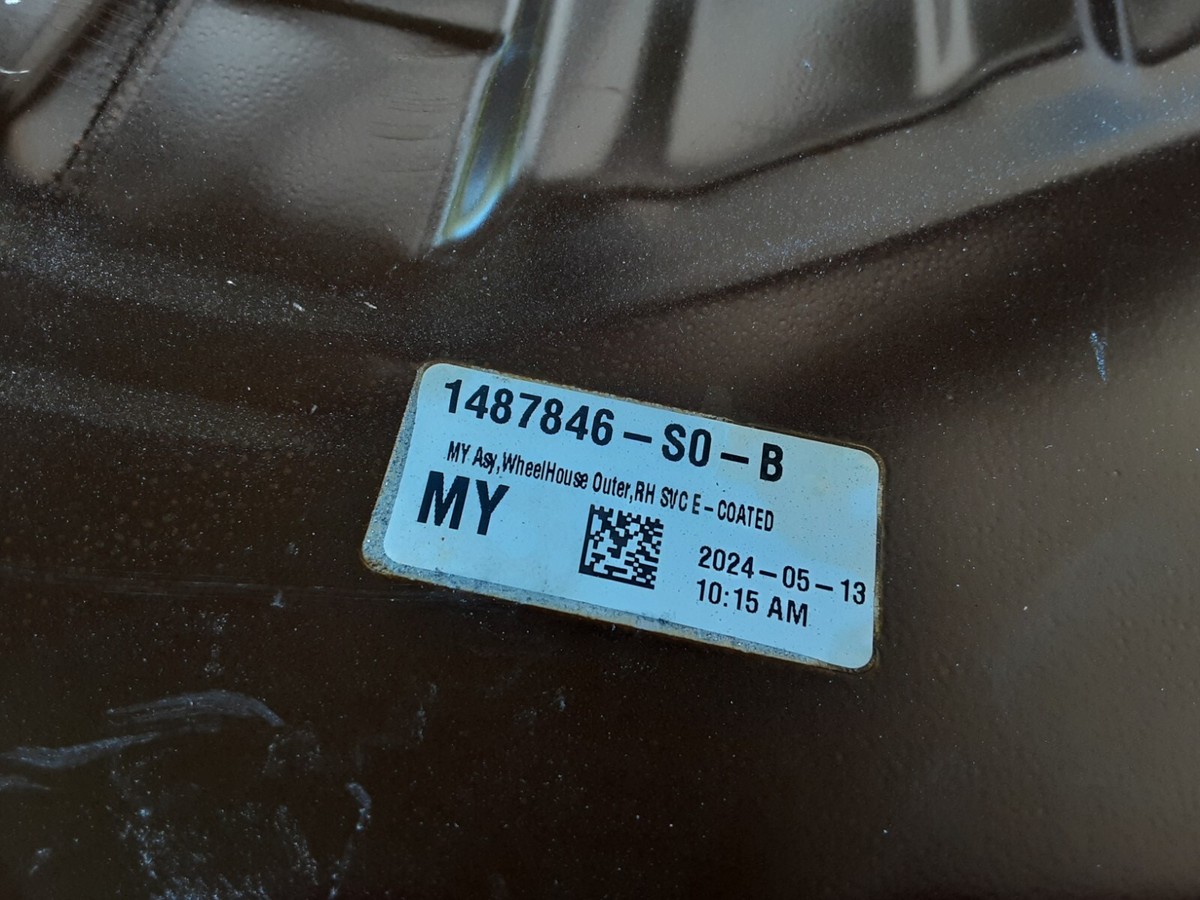 1487846-S0-B
MY Asy,WheelHouse Outer,RH SVC E-COATED
MY
2024-05-13
10:15 AM